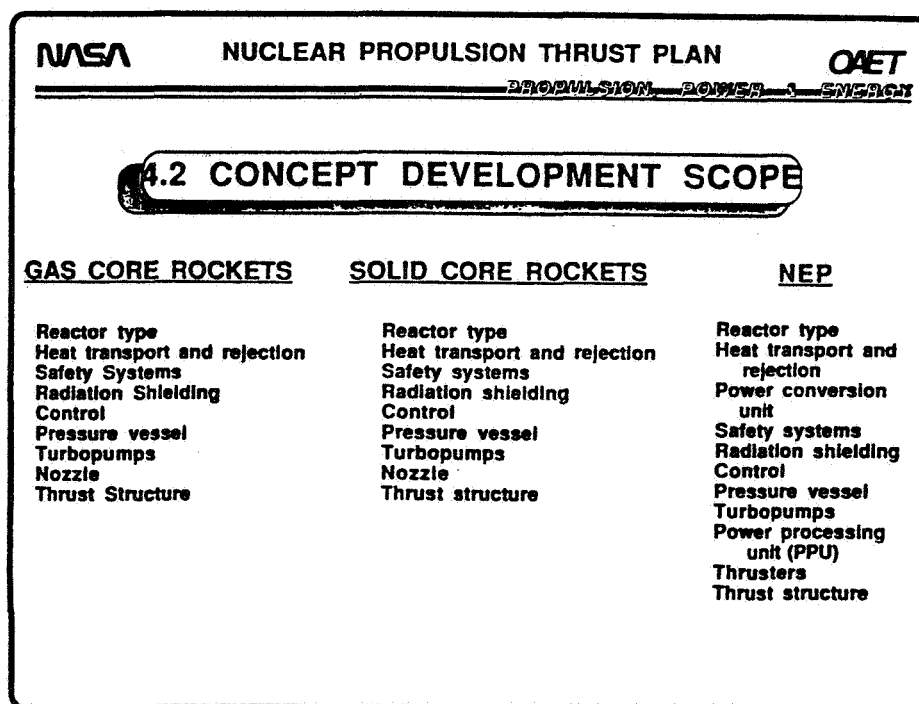 NASA
NUCLEAR PROPULSION THRUST PLAN
OAET
PROPULSION, POWER & ENERGY
4.2 CONCEPT DEVELOPMENT SCOPE
GAS CORE ROCKETS
Reactor type
Heat transport and rejection
Safety Systems
Radiation Shielding
Control
Pressure vessel
Turbopumps
Nozzle
Thrust Structure
SOLID CORE ROCKETS
Reactor type
Heat transport and rejection
Safety systems
Radiation shielding
Control
Pressure vessel
Turbopumps
Nozzle
Thrust structure
NEP
Reactor type
Heat transport and
rejection
Power conversion
unit
Safety systems
Radiation shielding
Control
Pressure vessel
Turbopumps
Power processing
unit (PPU)
Thrusters
Thrust structure